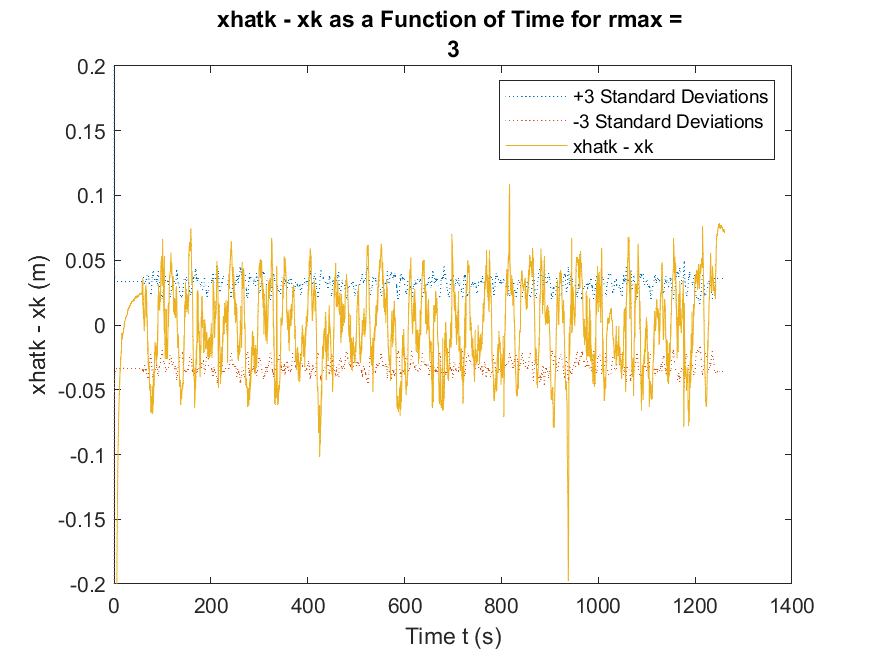 xhatk - xk as a Function of Time for rmax =
3
+3 Standard Deviations
-3 Standard Deviations
xhatk - xk
xhatk - xk (m)
0.2
0.15
0.1
0.05
0
-0.05
-0.1
-0.15
-0.2
0 200 400 600 800 1000 1200 1400
Time t (s)